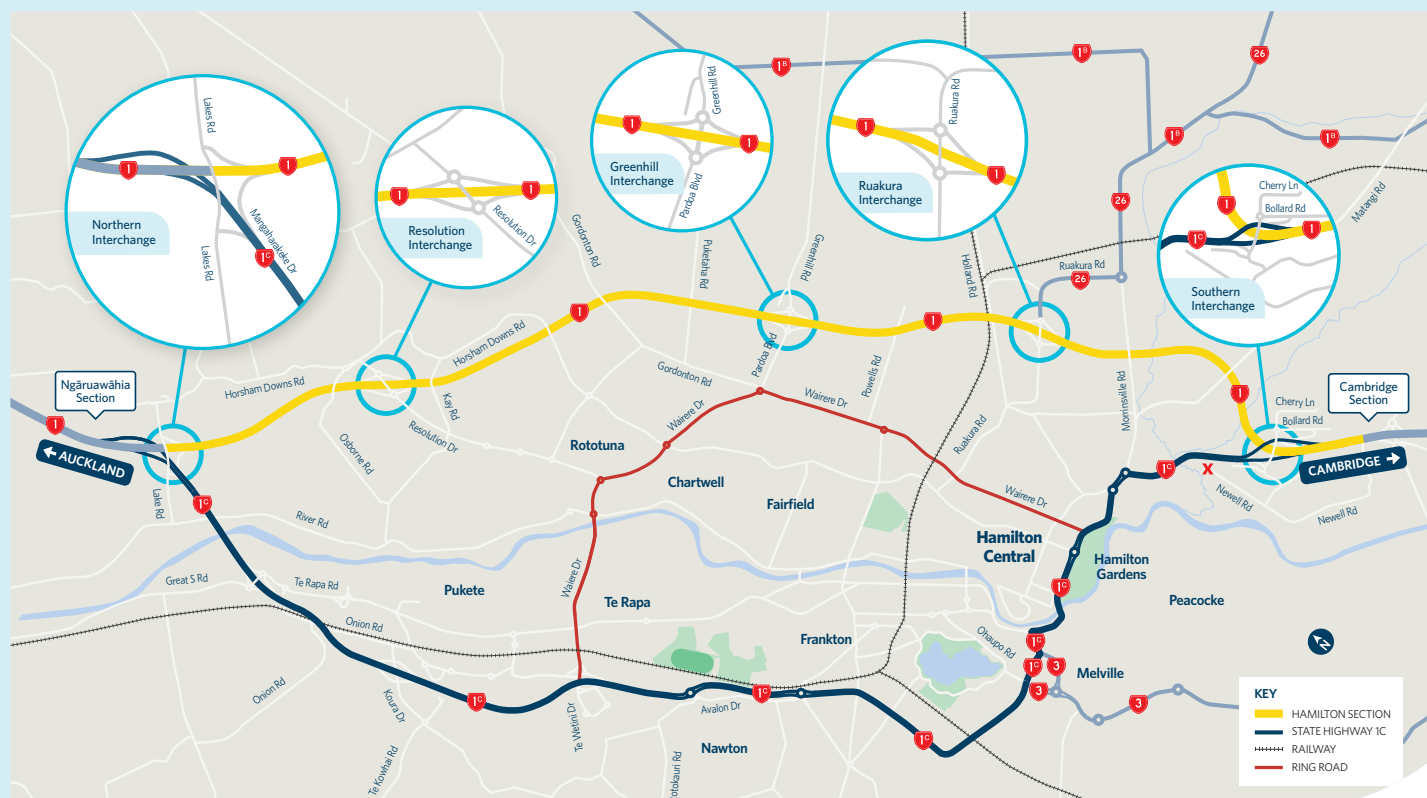 1B
1B
26
1B
1B
26
26
Lakes Rd
1
1
Northern
Interchange
Lakes Rd
Mangaharakeke Dr
1C
1
1
Resolution
Interchange
Resolution Dr
Greenhill Rd
1
1
Greenhill
Interchange
Pardoa Blvd
Ruakura Rd
1
1
Ruakura
Interchange
Cherry Ln
Bollard Rd
1
1C
1
Southern
Interchange
Matangi Rd
Gordonton Rd
Puketaha Rd
Greenhill Rd
Holland Rd
Ruakura Rd
1
1
Horsham Downs Rd
Horsham Downs Rd
Kay Rd
Resolution Dr
Osborne Rd
Gordonton Rd
Pardoa Blvd
Powells Rd
Wairere Dr
Wairere Dr
Wairere Dr
Waiere Dr
Ruakura Rd
Morrinsville Rd
1
Cherry Ln
Bollard Rd
Ngāruawāhia
Section
Cambridge
Section
1
AUCKLAND
CAMBRIDGE
Lake Rd
1C
1C
X
Newell Rd
Newell Rd
Rototuna
Chartwell
Fairfield
Hamilton
Central
Hamilton
Gardens
River Rd
Great S Rd
Te Rapa Rd
Pukete
Te Rapa
1C
Peacocke
Onion Rd
Frankton
Ohaupo Rd
1C
1C
3
3
3
Melville
N
Onion Rd
Koura Dr
1C
Te Wetini Dr
Avalon Dr
1C
1C
Nawton
Te Kowhai Rd
otokauri Rd
KEY
HAMILTON SECTION
STATE HIGHWAY 1C
RAILWAY
RING ROAD